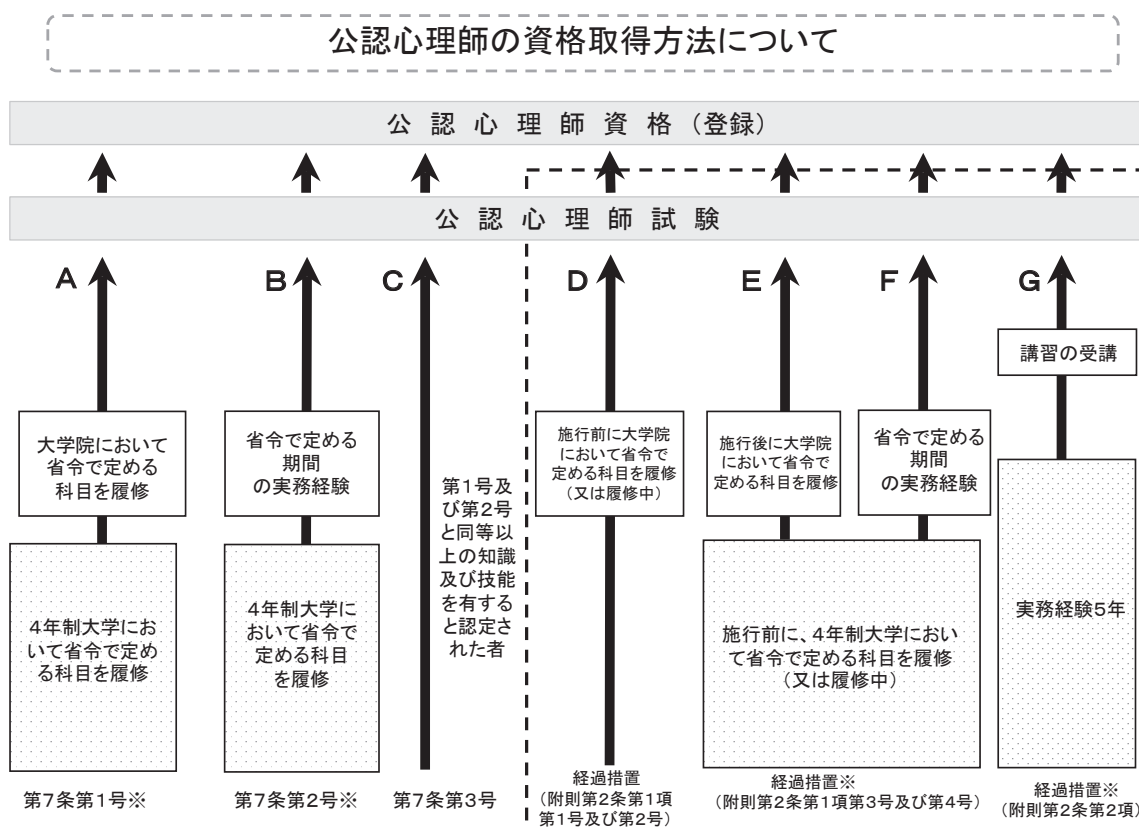 公認心理師の資格取得方法について
公認心理師資格(登録)
公認心理師試験
A
B
C
D
E
F
G
講習の受講
大学院において
省令で定める
科目を履修
省令で定める
期間
の実務経験
第1号及
び第2号
と同等以
上の知識
及び技能
を有する
と認定さ
れた者
施行前に大学院
において省令で
定める科目を履修
(又は履修中)
施行後に大学院
において省令で
定める科目を履修
省令で定める
期間
の実務経験
4年制大学にお
いて省令で定め
る科目を履修
4年制大学に
おいて省令で
定める科目
を履修
施行前に、4年制大学におい
て省令で定める科目を履修
(又は履修中)
実務経験5年
第7条第1号※
第7条第2号※
第7条第3号
経過措置
(附則第2条第1項
第1号及び第2号)
経過措置※
(附則第2条第1項第3号及び第4号)
経過措置※
(附則第2条第2項)